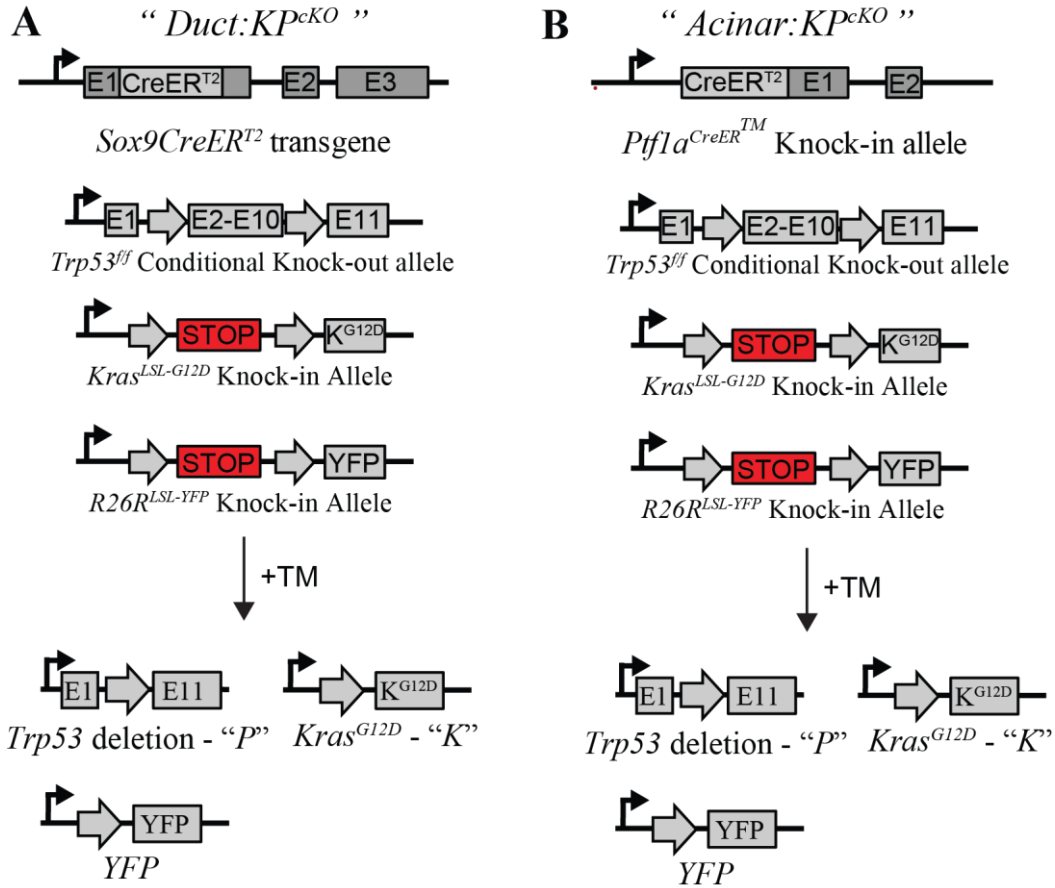 A
" Duct:KP^cKO "
E1 CreER^T2 E2 E3
Sox9CreER^T2 transgene
E1 E2-E10 E11
Trp53^f/f Conditional Knock-out allele
STOP K^G12D
Kras^LSL-G12D Knock-in Allele
STOP YFP
R26R^LSL-YFP Knock-in Allele
+TM
E1 E11
Trp53 deletion - "P"
K^G12D
Kras^G12D - "K"
YFP
YFP
B
" Acinar:KP^cKO "
CreER^T2 E1 E2
Ptf1a^CreER^TM Knock-in allele
E1 E2-E10 E11
Trp53^f/f Conditional Knock-out allele
STOP K^G12D
Kras^LSL-G12D Knock-in Allele
STOP YFP
R26R^LSL-YFP Knock-in Allele
+TM
E1 E11
Trp53 deletion - "P"
K^G12D
Kras^G12D - "K"
YFP
YFP